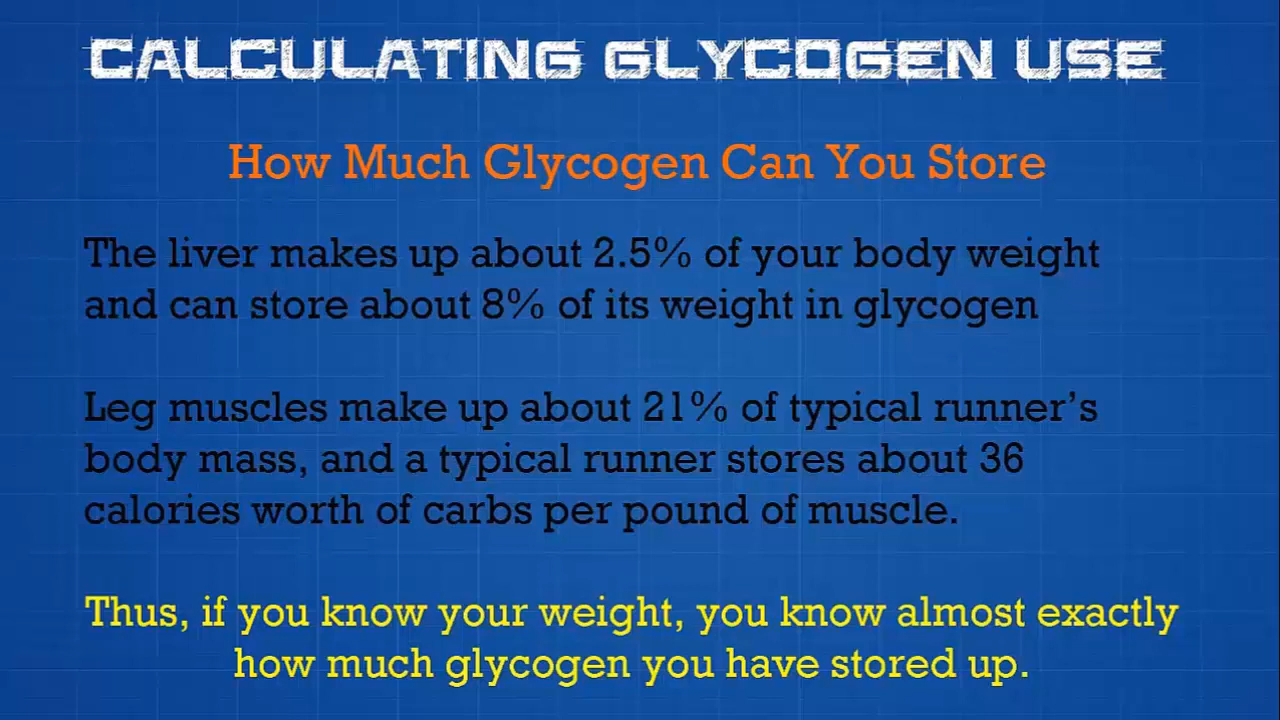 CALCULATING GLYCOGEN USE
How Much Glycogen Can You Store
The liver makes up about 2.5% of your body weight
and can store about 8% of its weight in glycogen
Leg muscles make up about 21% of typical runner's
body mass, and a typical runner stores about 36
calories worth of carbs per pound of muscle.
Thus, if you know your weight, you know almost exactly
how much glycogen you have stored up.